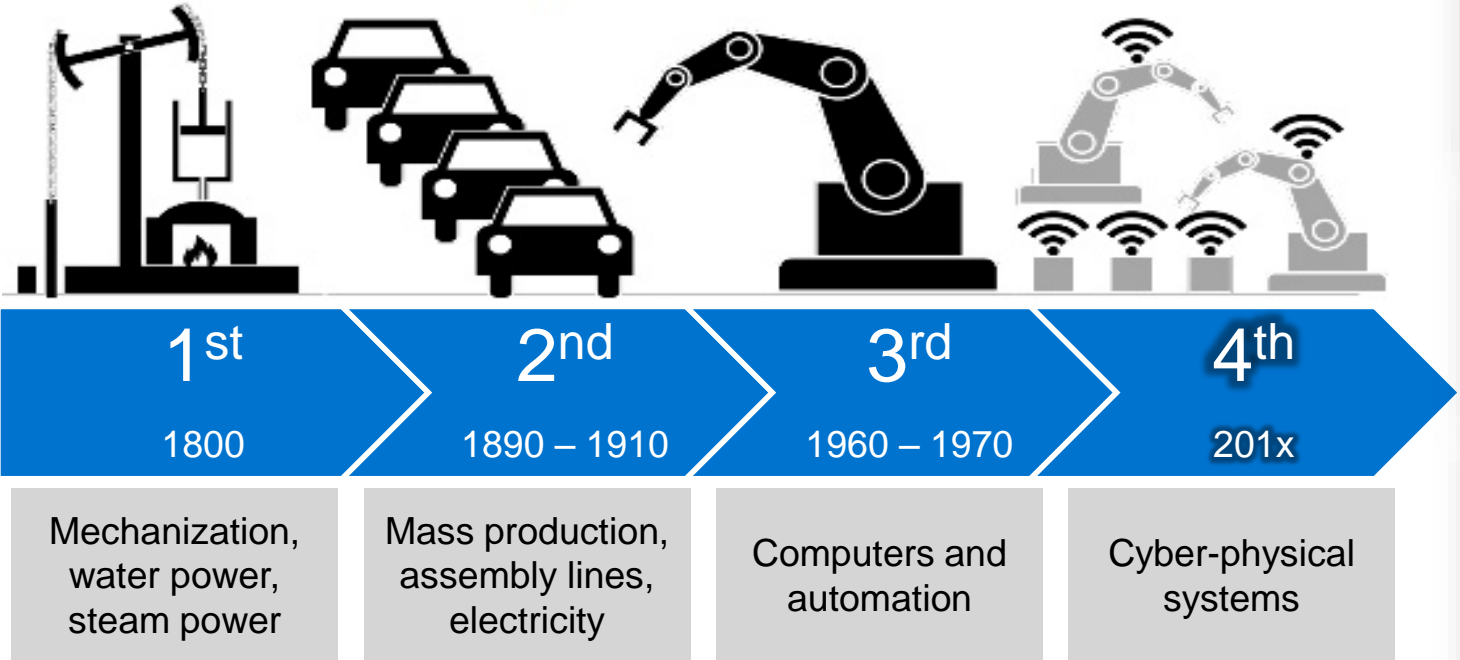 1st
2nd
3rd
4th
1800
1890 – 1910
1960 – 1970
201x
Mechanization,
water power,
steam power
Mass production,
assembly lines,
electricity
Computers and
automation
Cyber-physical
systems